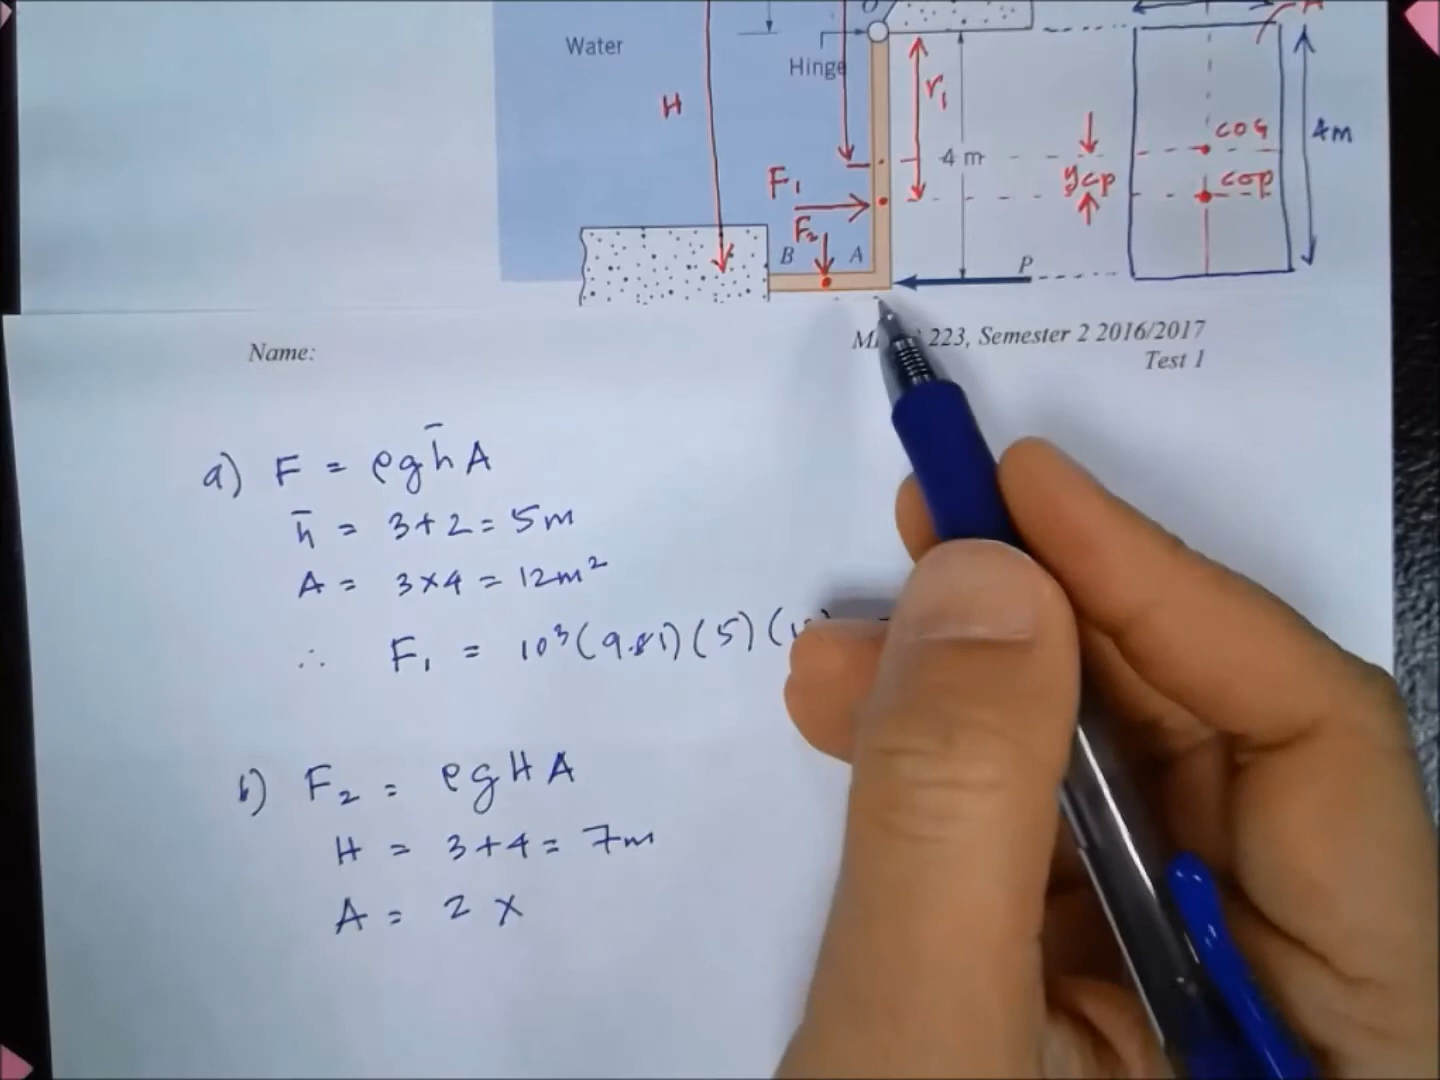 Water
Hinge
H
r₁
4 m
COG
4m
F₁
ycp
COP
F₂
B
A
P
Name:
223, Semester 2 2016/2017
Test 1
a) F = ρgh̄A
h̄ = 3+2 = 5m
A = 3×4 = 12m²
∴ F₁ = 10³(9.81)(5)(
b) F₂ = ρgHA
H = 3+4 = 7m
A = 2 ×